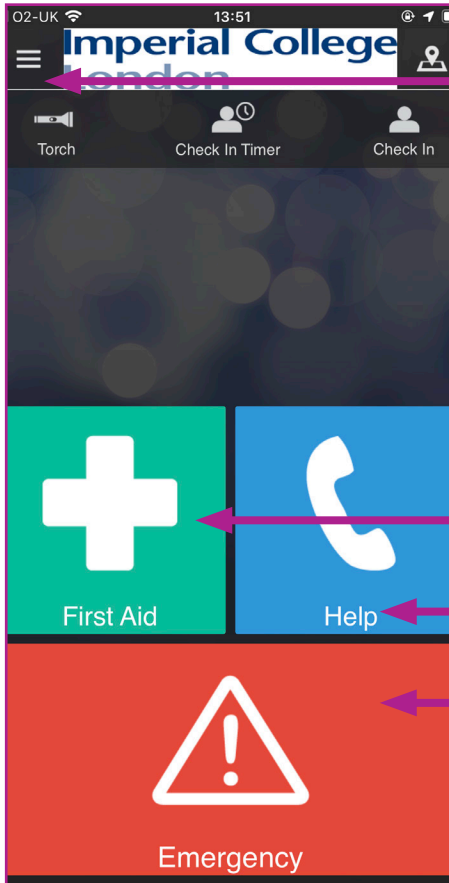 O2-UK 13:51
Imperial College
London
Torch Check In Timer Check In
First Aid Help
Emergency